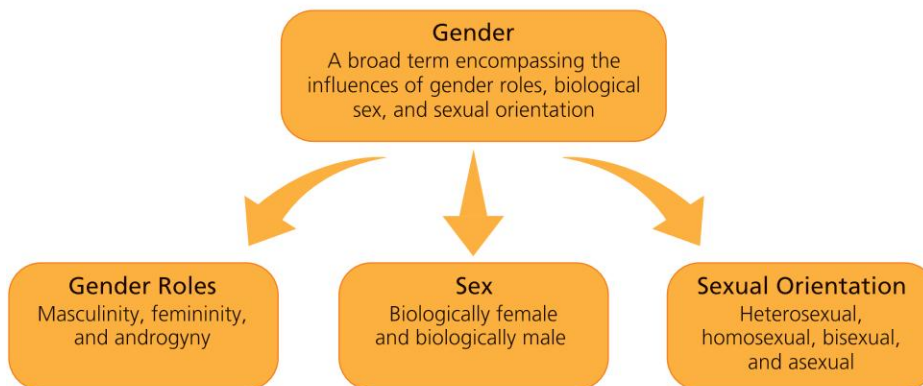 Gender
A broad term encompassing the
influences of gender roles, biological
sex, and sexual orientation
Gender Roles
Masculinity, femininity,
and androgyny
Sex
Biologically female
and biologically male
Sexual Orientation
Heterosexual,
homosexual, bisexual,
and asexual